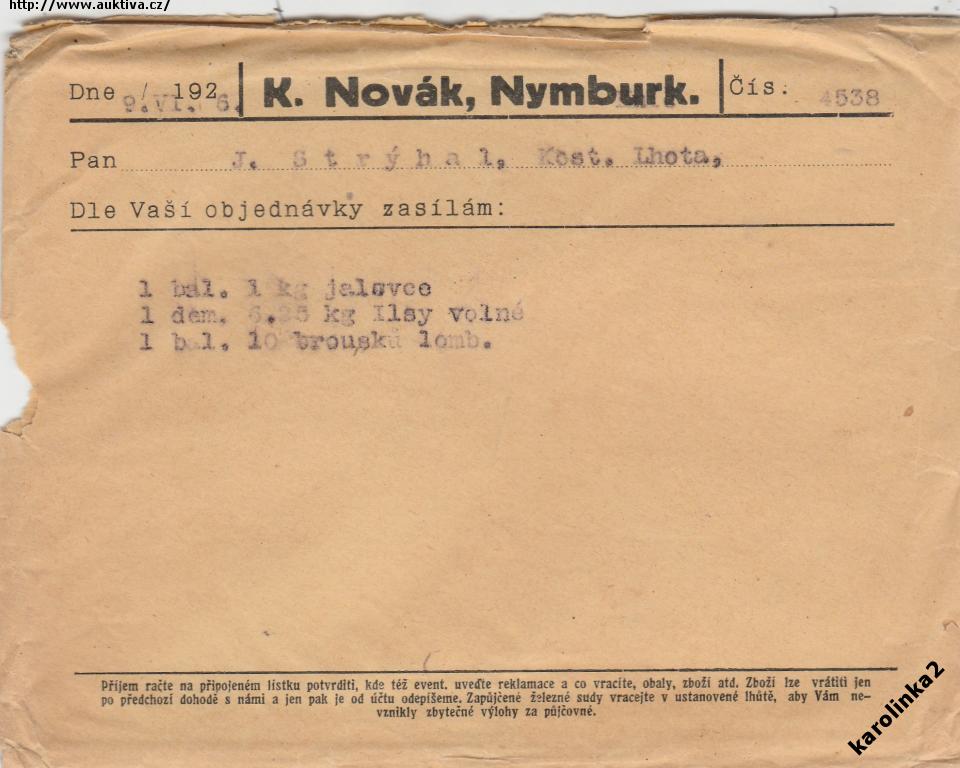 http://www.auktiva.cz/
Dne 9./VI. 1926. K. Novák, Nymburk. Čís: 4538
Pan J. Strýhal, Kost. Lhota,
Dle Vaší objednávky zasílám:
1 bal. 1 kg jalovce
1 dem. 6.25 kg Ilsy volné
1 bal. 10 brousků lomb.
Příjem račte na připojeném lístku potvrditi, kde též event. uveďte reklamace a co vracíte, obaly, zboží atd. Zboží lze vrátiti jen
po předchozí dohodě s námi a jen pak je od účtu odepíšeme. Zapůjčené železné sudy vracejte v ustanovené lhůtě, aby Vám ne-
vznikly zbytečné výlohy za půjčovné.
karolinka2